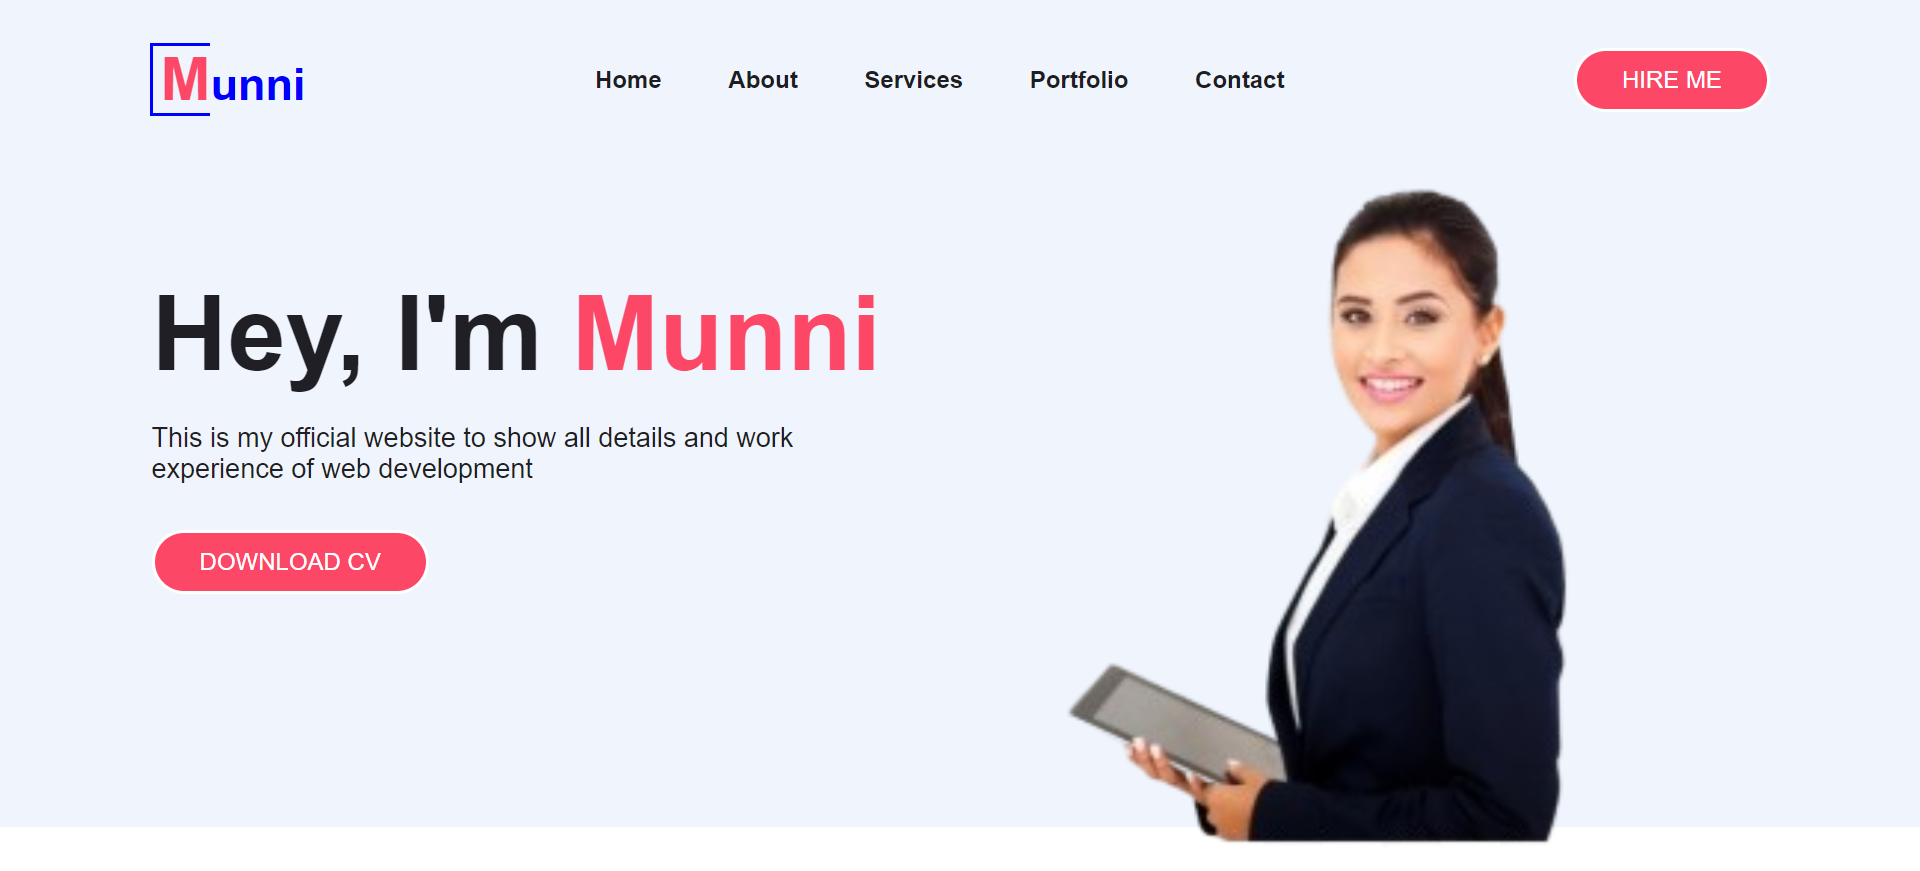 Munni
Home About Services Portfolio Contact
HIRE ME
Hey, I'm Munni
This is my official website to show all details and work
experience of web development
DOWNLOAD CV